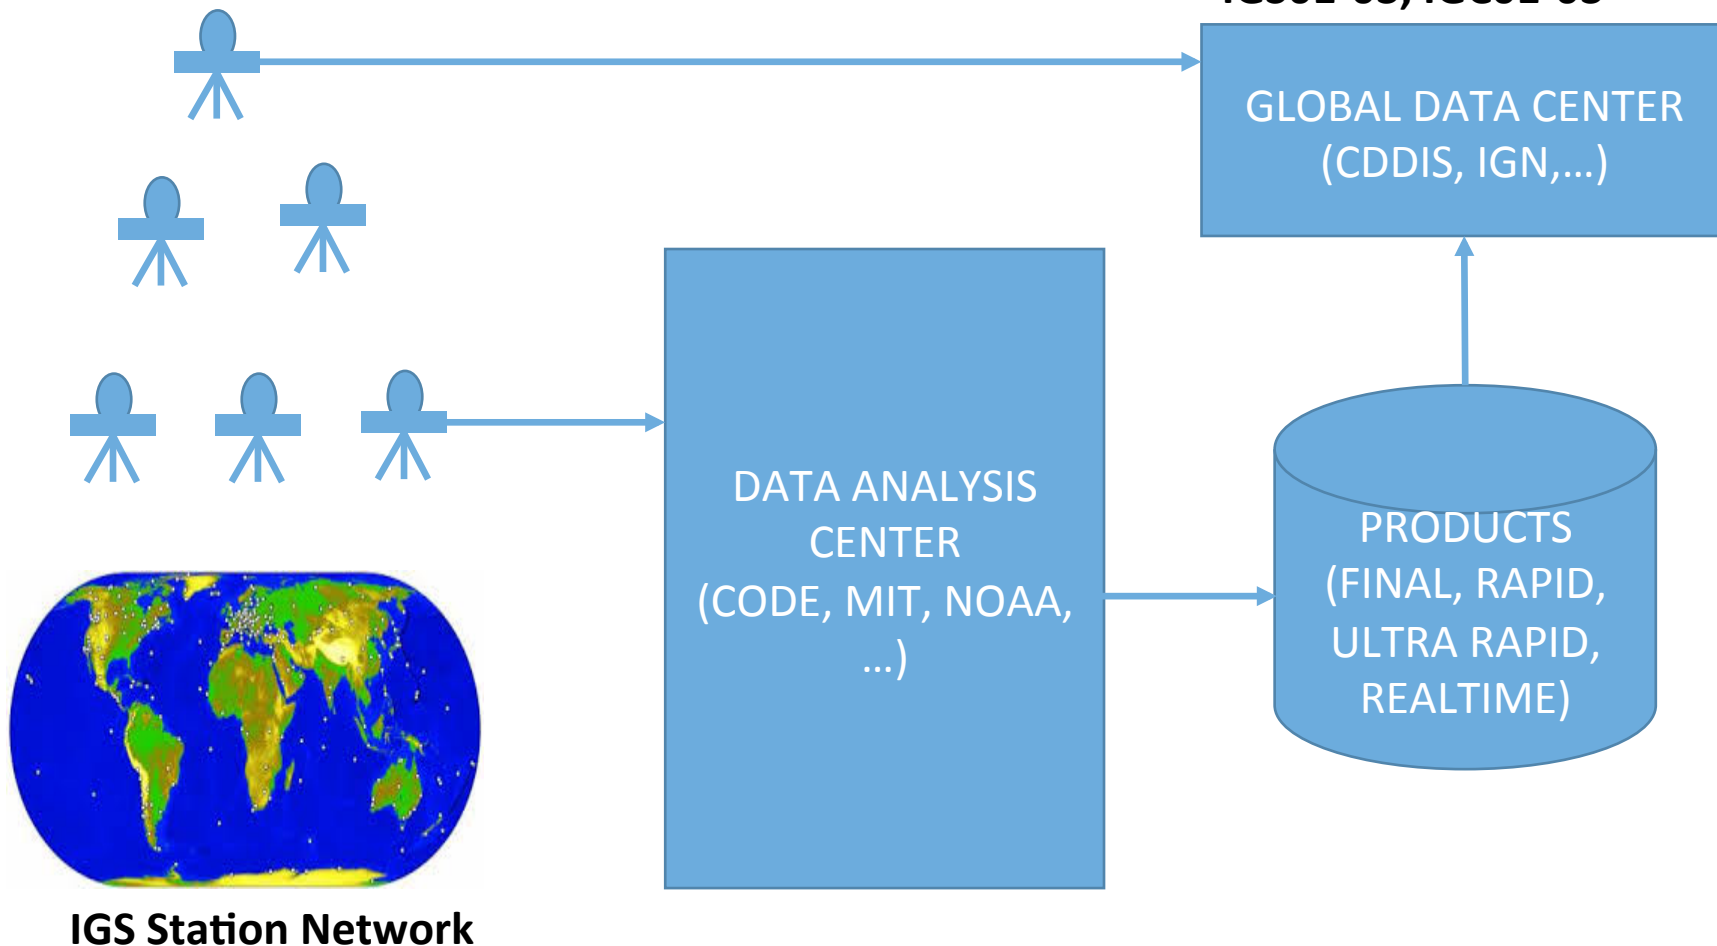 GLOBAL DATA CENTER
(CDDIS, IGN,...)
DATA ANALYSIS
CENTER
(CODE, MIT, NOAA,
...)
PRODUCTS
(FINAL, RAPID,
ULTRA RAPID,
REALTIME)
IGS Station Network